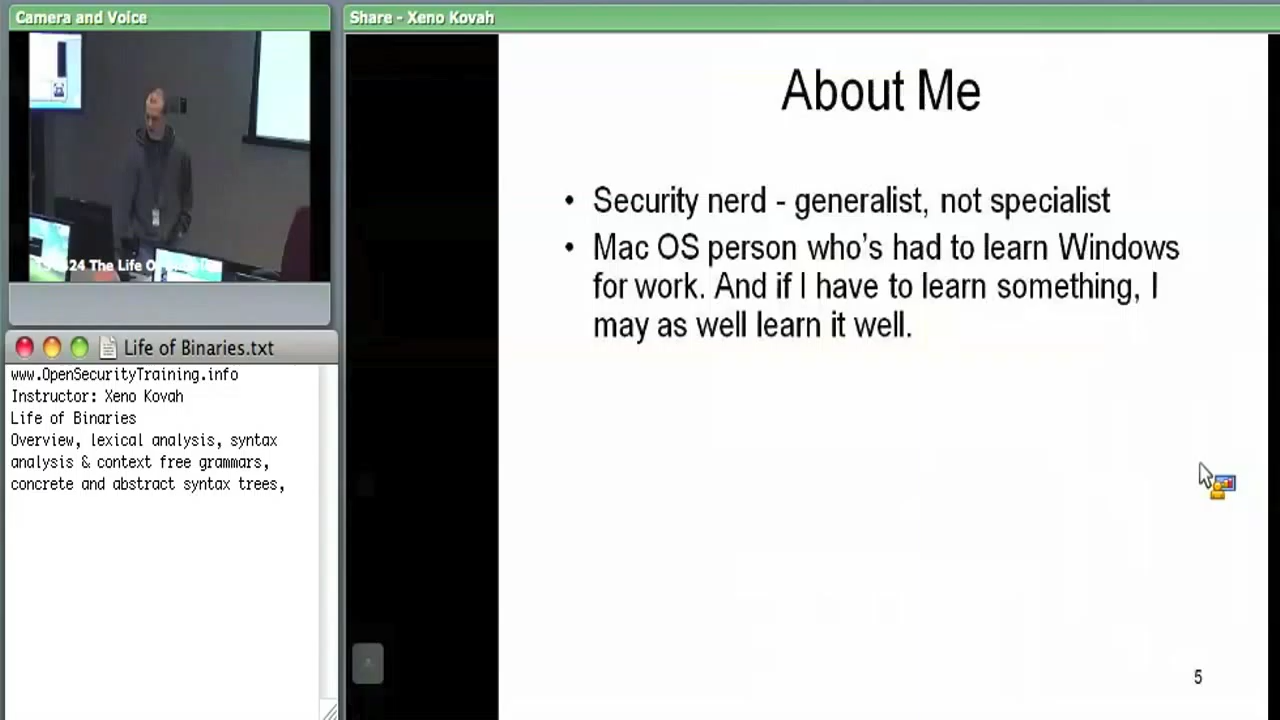 Camera and Voice
24 The Life O
Life of Binaries.txt
www.OpenSecurityTraining.info
Instructor: Xeno Kovah
Life of Binaries
Overview, lexical analysis, syntax
analysis & context free grammars,
concrete and abstract syntax trees,
Share - Xeno Kovah
About Me
• Security nerd - generalist, not specialist
• Mac OS person who's had to learn Windows
for work. And if I have to learn something, I
may as well learn it well.
5